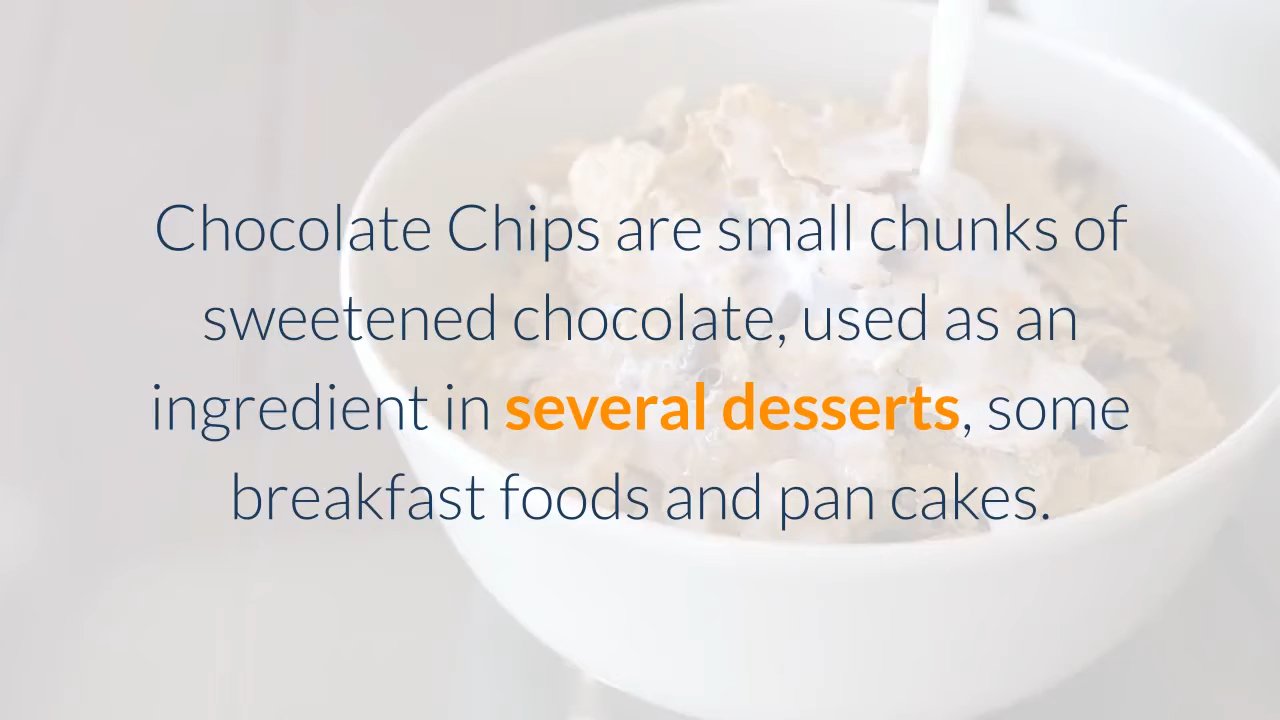 Chocolate Chips are small chunks of
sweetened chocolate, used as an
ingredient in several desserts, some
breakfast foods and pan cakes.